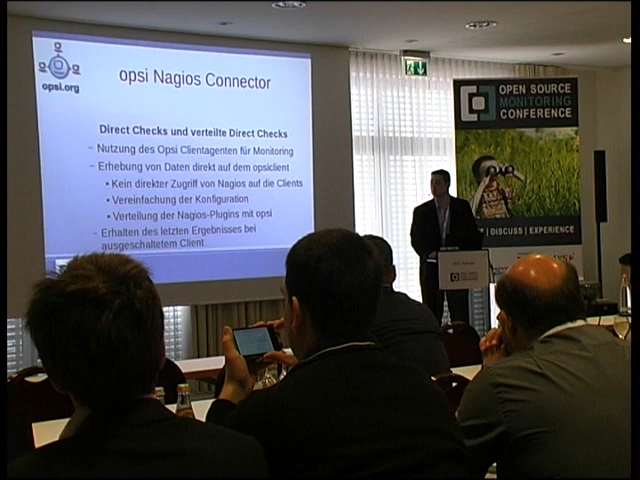 opsi.org
opsi Nagios Connector
Direct Checks und verteilte Direct Checks
– Nutzung des Opsi Clientagenten für Monitoring
– Erhebung von Daten direkt auf dem opsiclient
• Kein direkter Zugriff von Nagios auf die Clients
• Vereinfachung der Konfiguration
• Verteilung der Nagios-Plugins mit opsi
– Erhalten des letzten Ergebnisses bei
ausgeschaltetem Client
OPEN SOURCE
MONITORING
CONFERENCE
| DISCUSS | EXPERIENCE